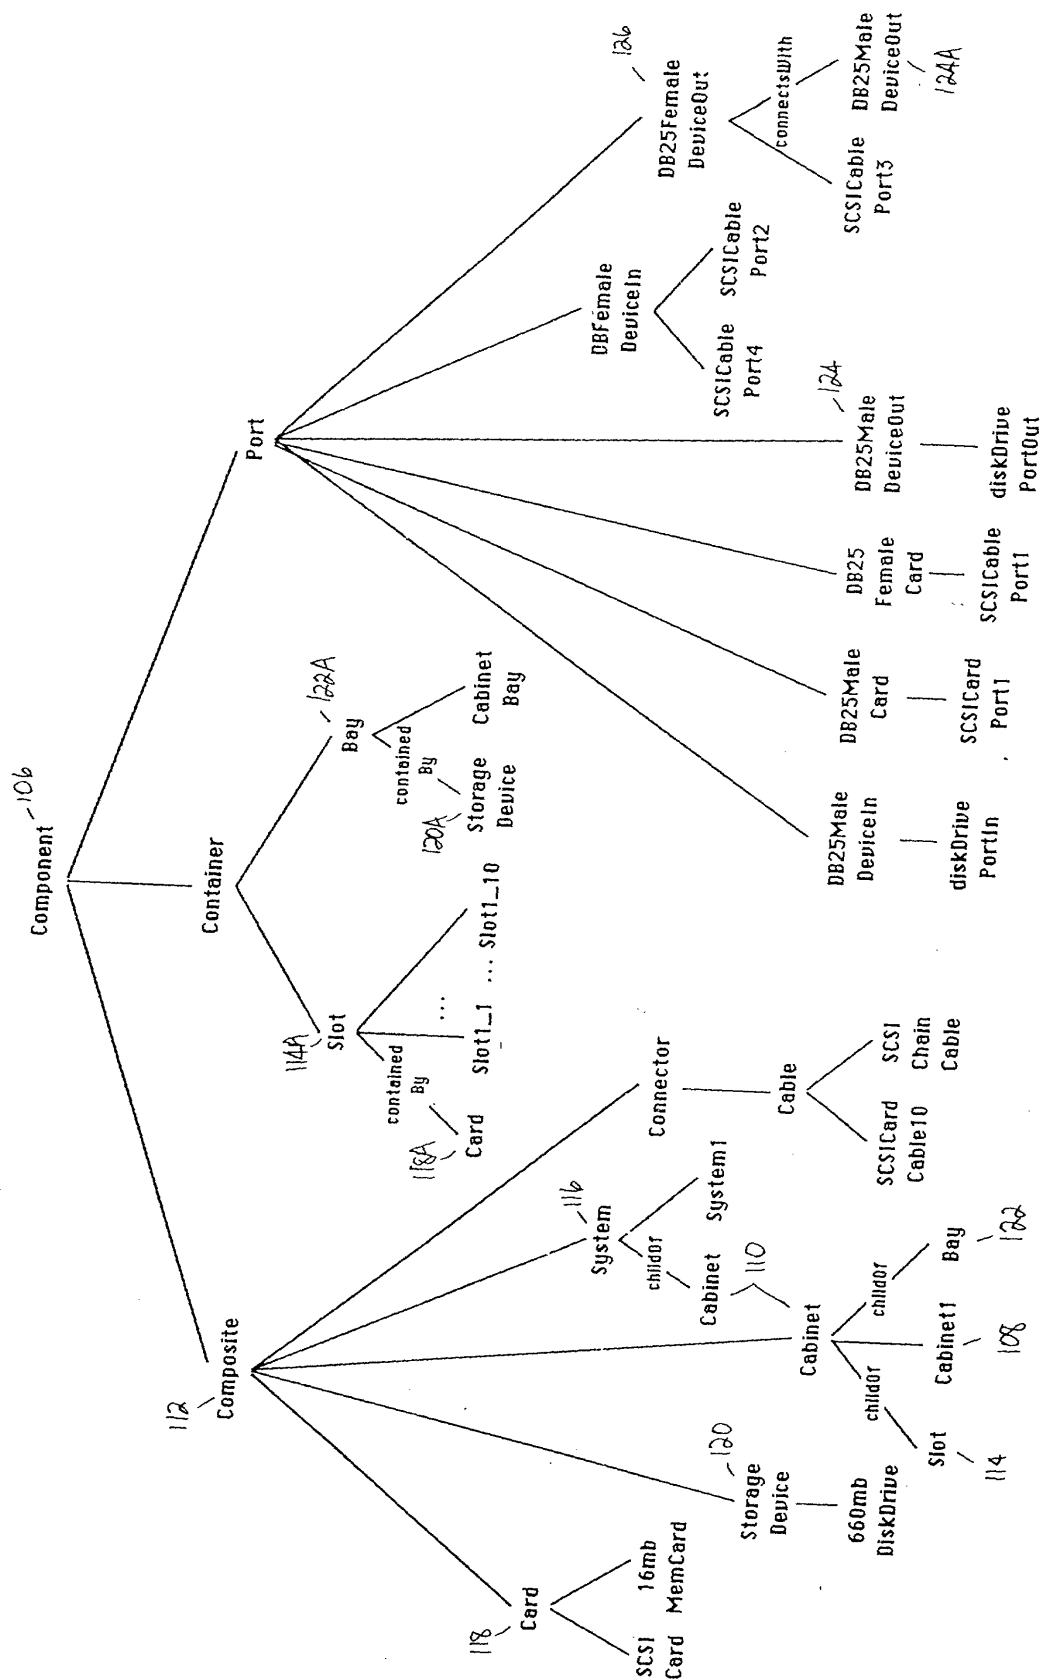 Component
106
112
Composite
Container
Port
118
Card
SCSI
Card
16mb
MemCard
120
Storage
Device
660mb
DiskDrive
116
System
childOf
Cabinet
System1
110
Cabinet
childOf
childOf
Slot
114
Cabinet1
108
Bay
122
Connector
Cable
SCSICard
Cable10
SCSI
Chain
Cable
114A
Slot
contained
By
118A
Card
...
Slot1_1 ... Slot1_10
122A
Bay
contained
By
120A
Storage
Device
Cabinet
Bay
DB25Male
DeviceIn
diskDrive
PortIn
DB25Male
Card
SCSICard
Port1
DB25
Female
Card
SCSICable
Port1
124
DB25Male
DeviceOut
diskDrive
PortOut
DBFemale
DeviceIn
SCSICable
Port4
SCSICable
Port2
126
DB25Female
DeviceOut
connectsWith
SCSICable
Port3
DB25Male
DeviceOut
124A